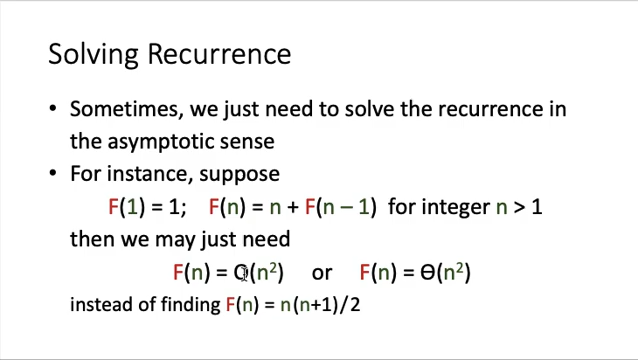 Solving Recurrence
• Sometimes, we just need to solve the recurrence in
the asymptotic sense
• For instance, suppose
F(1) = 1; F(n) = n + F(n – 1) for integer n > 1
then we may just need
F(n) = O(n²) or F(n) = Θ(n²)
instead of finding F(n) = n(n+1)/2